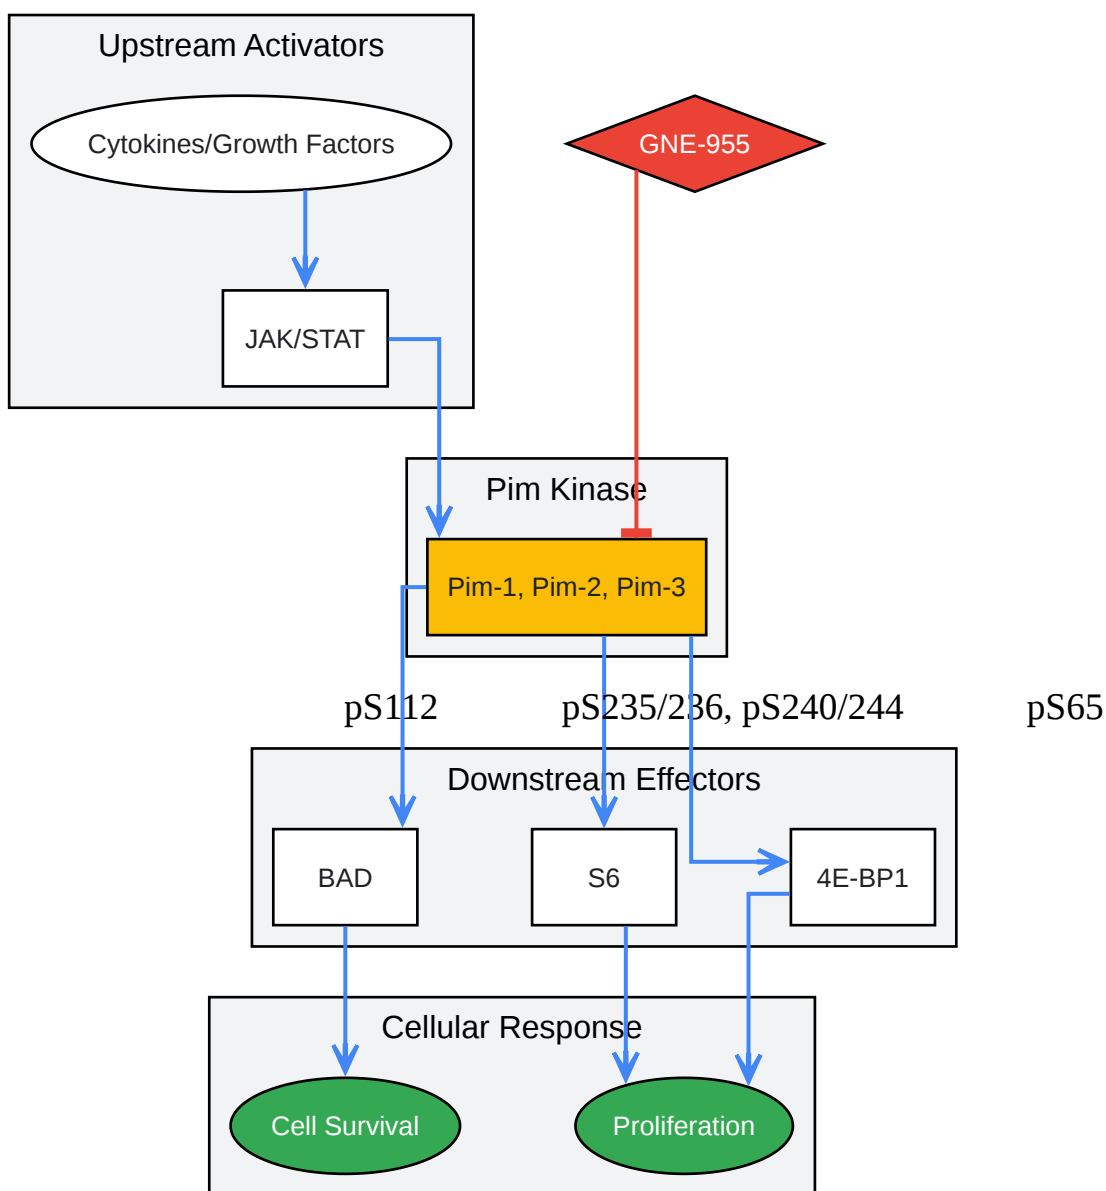 Upstream Activators
Cytokines/Growth Factors
GNE-955
JAK/STAT
Pim Kinase
Pim-1, Pim-2, Pim-3
pS112
pS235/236, pS240/244
pS65
Downstream Effectors
BAD
S6
4E-BP1
Cellular Response
Cell Survival
Proliferation